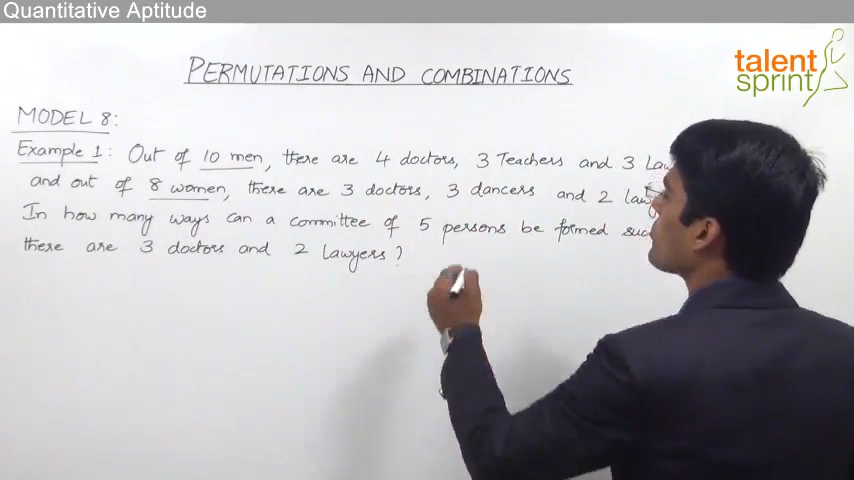 Quantitative Aptitude
PERMUTATIONS AND COMBINATIONS
talent
sprint
MODEL 8:
Example 1: Out of 10 men, there are 4 doctors, 3 Teachers and 3
and out of 8 women, there are 3 doctors, 3 dancers and 2
In how many ways can a committee of 5 persons be formed
there are 3 doctors and 2 lawyers?